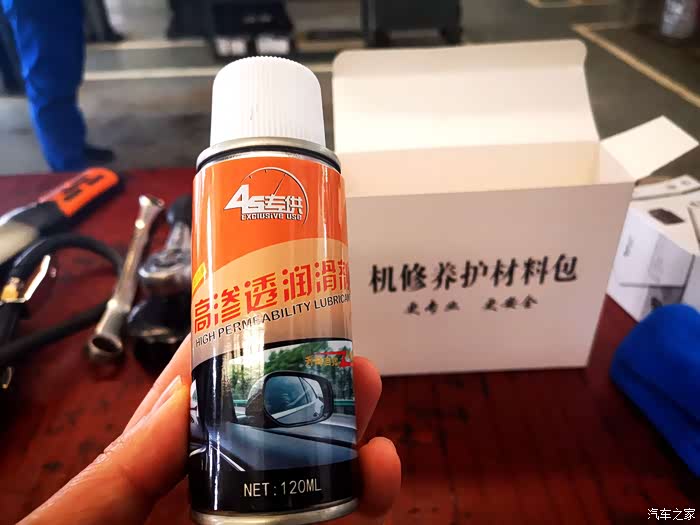 4S专供
EXCLUSIVE USE
高渗透润滑剂
HIGH PERMEABILITY LUBRICAN
NET:120ML
机修养护材料包
更专业 更安全
汽车之家